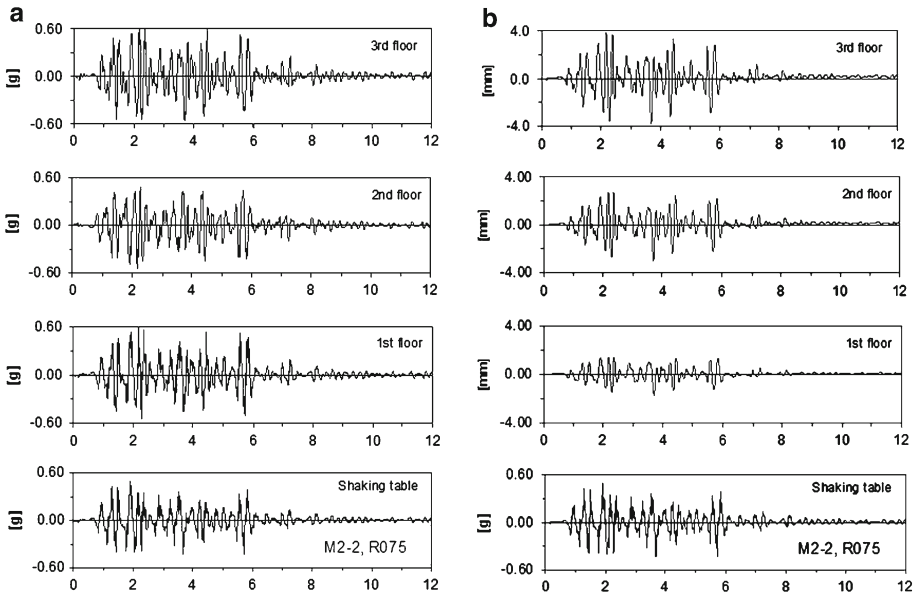 a
0.60
3rd floor
[g]
0.00
-0.60
0 2 4 6 8 10 12
0.60
2nd floor
[g]
0.00
-0.60
0 2 4 6 8 10 12
0.60
1st floor
[g]
0.00
-0.60
0 2 4 6 8 10 12
0.60
Shaking table
[g]
0.00
M2-2, R075
-0.60
0 2 4 6 8 10 12
b
4.0
3rd floor
[mm]
0.0
-4.0
0 2 4 6 8 10 12
4.00
2nd floor
[mm]
0.00
-4.00
0 2 4 6 8 10 12
4.00
1st floor
[mm]
0.00
-4.00
0 2 4 6 8 10 12
0.60
Shaking table
[g]
0.00
M2-2, R075
-0.60
0 2 4 6 8 10 12